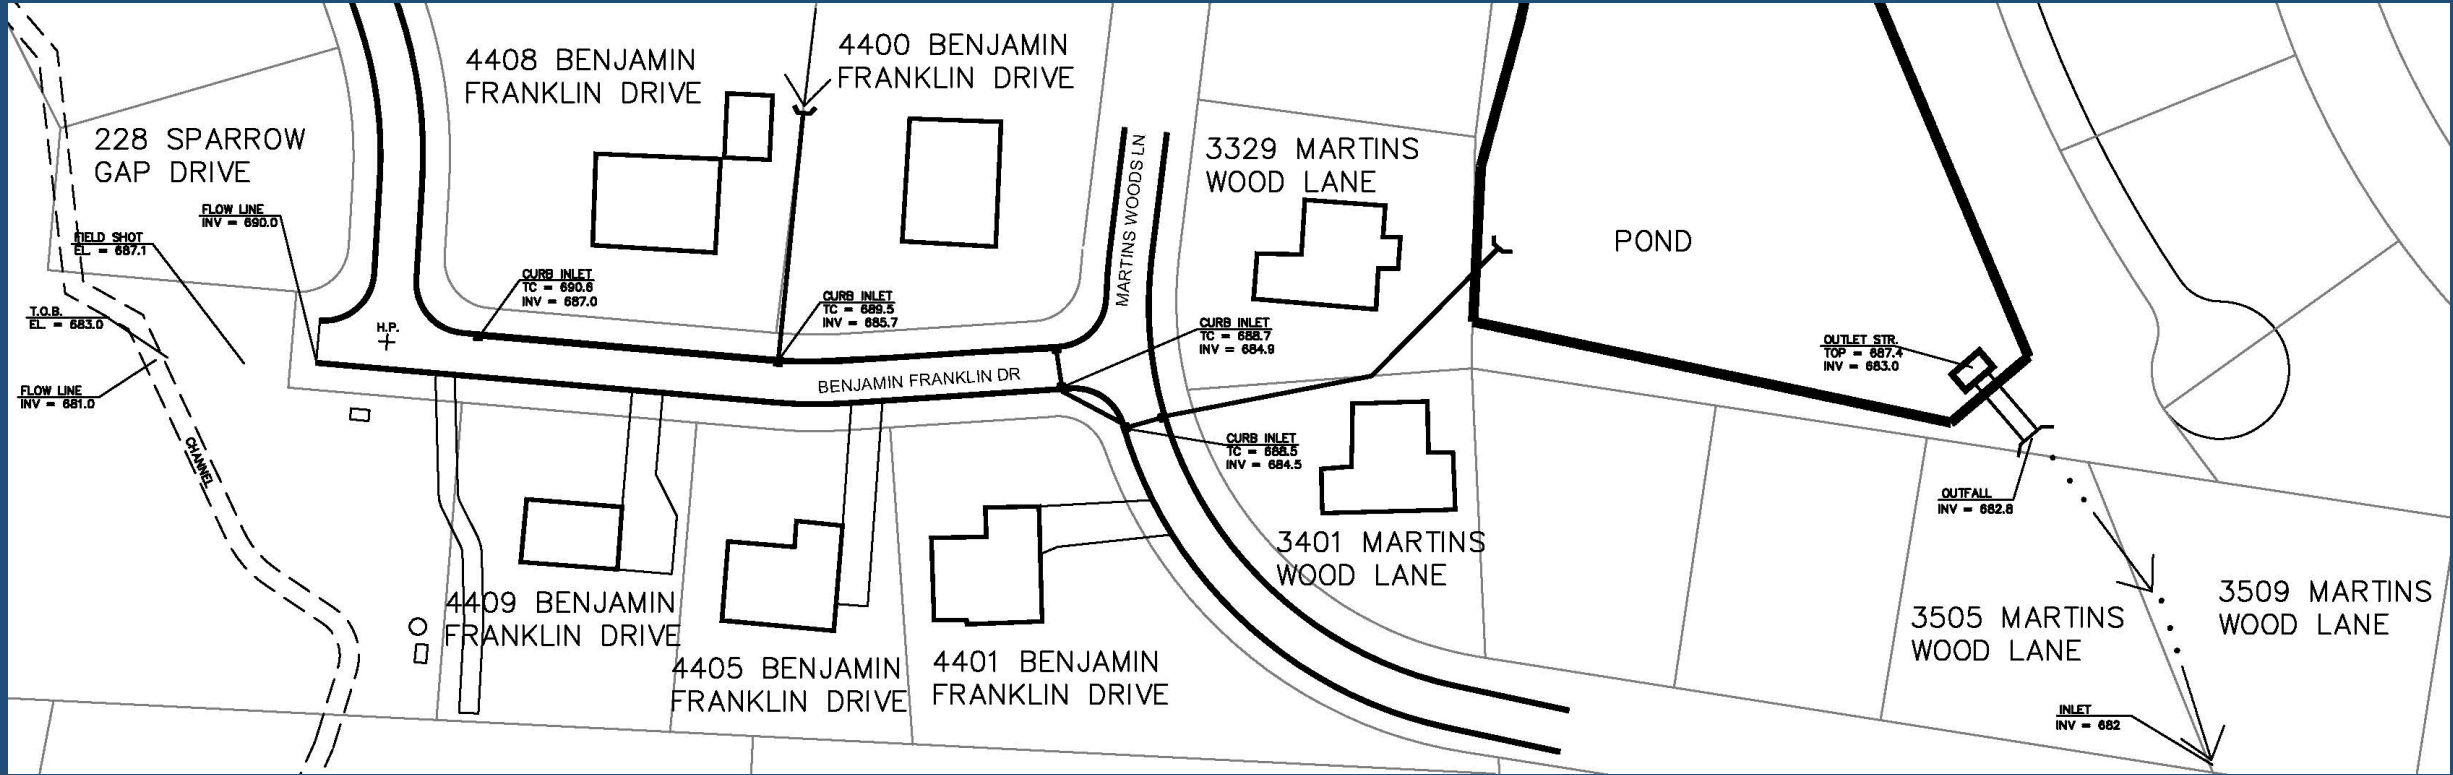 4408 BENJAMIN
FRANKLIN DRIVE
4400 BENJAMIN
FRANKLIN DRIVE
228 SPARROW
GAP DRIVE
3329 MARTINS
WOOD LANE
MARTINS WOODS LN
POND
FLOW LINE
INV = 690.0
FIELD SHOT
EL = 687.1
T.O.B.
EL = 683.0
FLOW LINE
INV = 681.0
CHANNEL
H.P.
CURB INLET
TC = 690.6
INV = 687.0
CURB INLET
TC = 689.5
INV = 685.7
CURB INLET
TC = 688.7
INV = 684.9
BENJAMIN FRANKLIN DR
CURB INLET
TC = 688.5
INV = 684.5
OUTLET STR.
TOP = 687.4
INV = 683.0
OUTFALL
INV = 682.8
4409 BENJAMIN
FRANKLIN DRIVE
4405 BENJAMIN
FRANKLIN DRIVE
4401 BENJAMIN
FRANKLIN DRIVE
3401 MARTINS
WOOD LANE
3505 MARTINS
WOOD LANE
3509 MARTINS
WOOD LANE
INLET
INV = 682